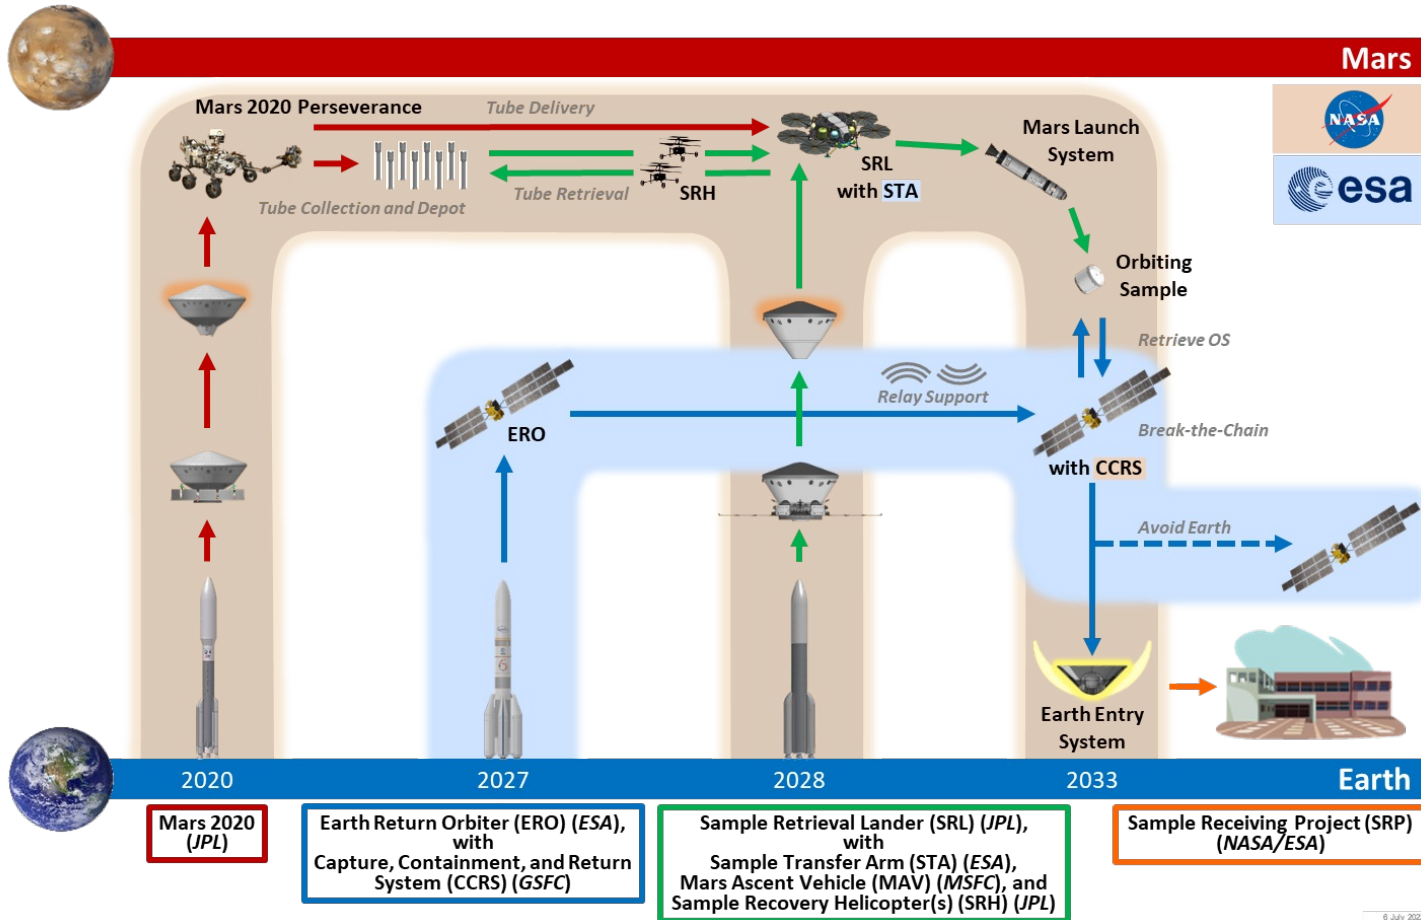 Mars
NASA
esa
Mars 2020 Perseverance
Tube Delivery
SRH
Tube Collection and Depot
Tube Retrieval
SRL
with STA
Mars Launch
System
Orbiting
Sample
Retrieve OS
Relay Support
ERO
Break-the-Chain
with CCRS
Avoid Earth
Earth Entry
System
2020
2027
2028
2033
Earth
Mars 2020
(JPL)
Earth Return Orbiter (ERO) (ESA),
with
Capture, Containment, and Return
System (CCRS) (GSFC)
Sample Retrieval Lander (SRL) (JPL),
with
Sample Transfer Arm (STA) (ESA),
Mars Ascent Vehicle (MAV) (MSFC), and
Sample Recovery Helicopter(s) (SRH) (JPL)
Sample Receiving Project (SRP)
(NASA/ESA)
6 July